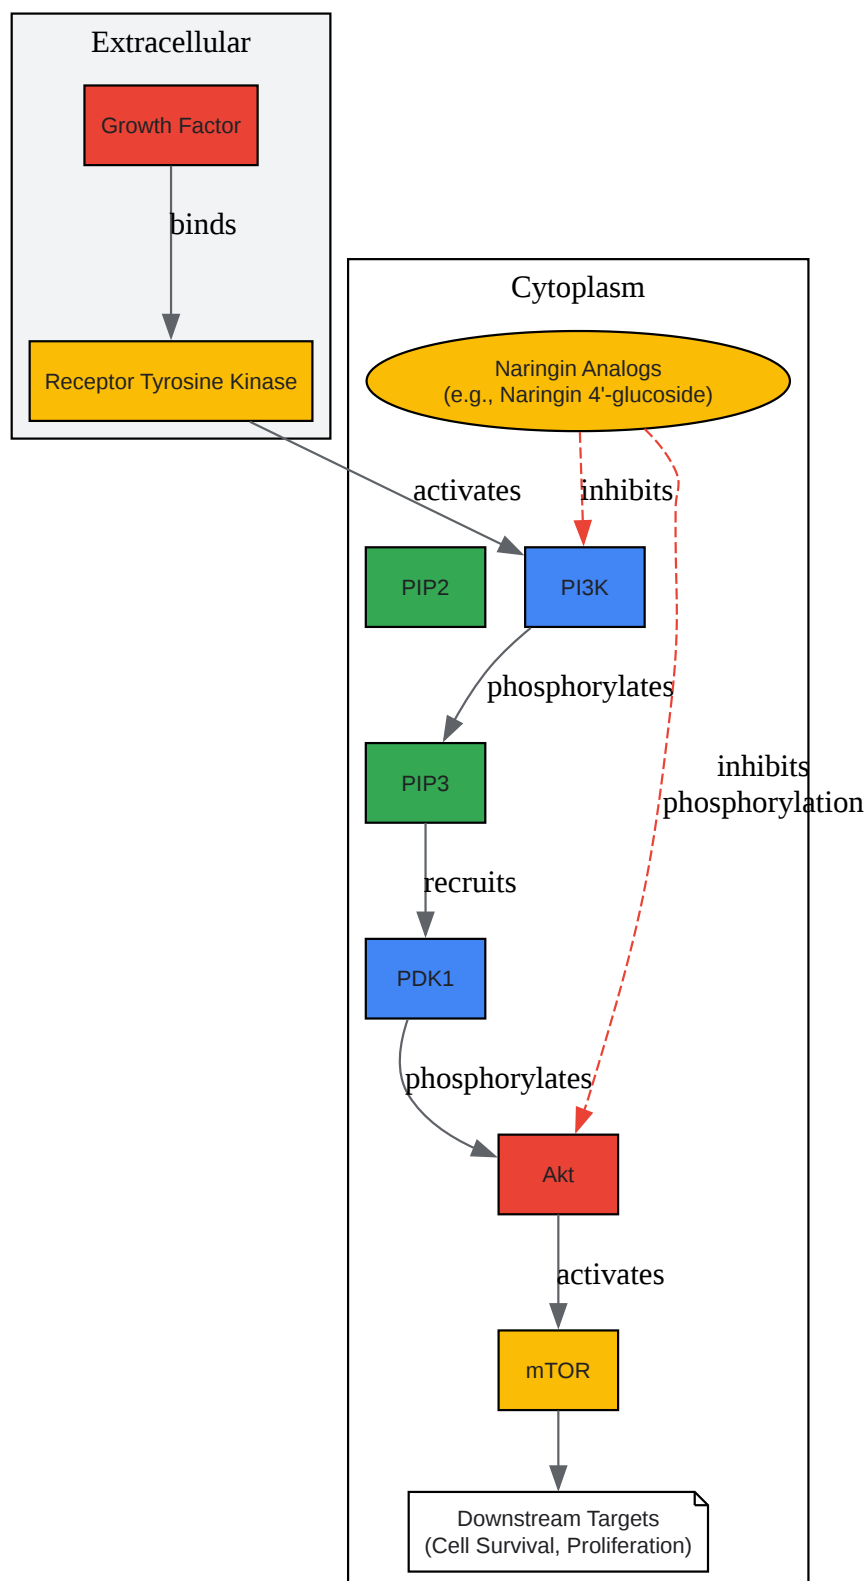 Extracellular
Growth Factor
binds
Receptor Tyrosine Kinase
Cytoplasm
Naringin Analogs
(e.g., Naringin 4'-glucoside)
activates
inhibits
PIP2
PI3K
phosphorylates
PIP3
inhibits
phosphorylation
recruits
PDK1
phosphorylates
Akt
activates
mTOR
Downstream Targets
(Cell Survival, Proliferation)